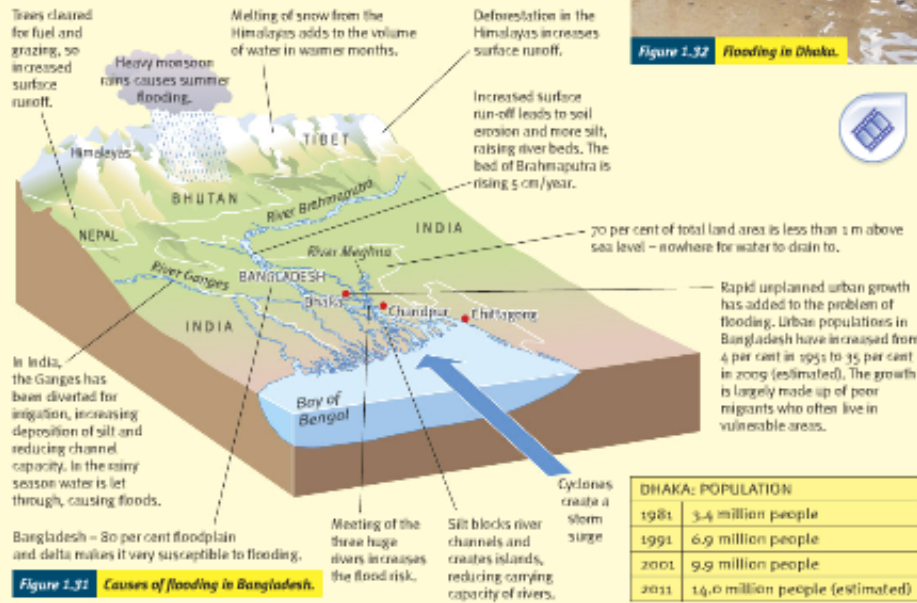 Trees cleared
for fuel and
grazing, so
increased
surface
runoff.
Melting of snow from the
Himalayas adds to the volume
of water in warmer months.
Deforestation in the
Himalayas increases
surface runoff.
Figure 1.32 Flooding in Dhaka.
Heavy monsoon
rains causes summer
flooding.
Increased surface
run-off leads to soil
erosion and more silt,
raising river beds. The
bed of Brahmaputra is
rising 5 cm/year.
Himalayas
TIBET
BHUTAN
River Brahmaputra
NEPAL
INDIA
River Meghna
70 per cent of total land area is less than 1 m above
sea level – nowhere for water to drain to.
River Ganges
BANGLADESH
Dhaka
Chandpur
Chittagong
INDIA
Rapid unplanned urban growth
has added to the problem of
flooding. Urban populations in
Bangladesh have increased from
4 per cent in 1951 to 35 per cent
in 2009 (estimated). The growth
is largely made up of poor
migrants who often live in
vulnerable areas.
In India,
the Ganges has
been diverted for
irrigation, increasing
deposition of silt and
reducing channel
capacity. In the rainy
season water is let
through, causing floods.
Bay of
Bengal
Bangladesh – 80 per cent floodplain
and delta makes it very susceptible to flooding.
Meeting of the
three huge
rivers increases
the flood risk.
Silt blocks river
channels and
creates islands,
reducing carrying
capacity of rivers.
Cyclones
create a
storm
surge
Figure 1.31 Causes of flooding in Bangladesh.
DHAKA: POPULATION
1981 3.4 million people
1991 6.9 million people
2001 9.9 million people
2011 14.0 million people (estimated)